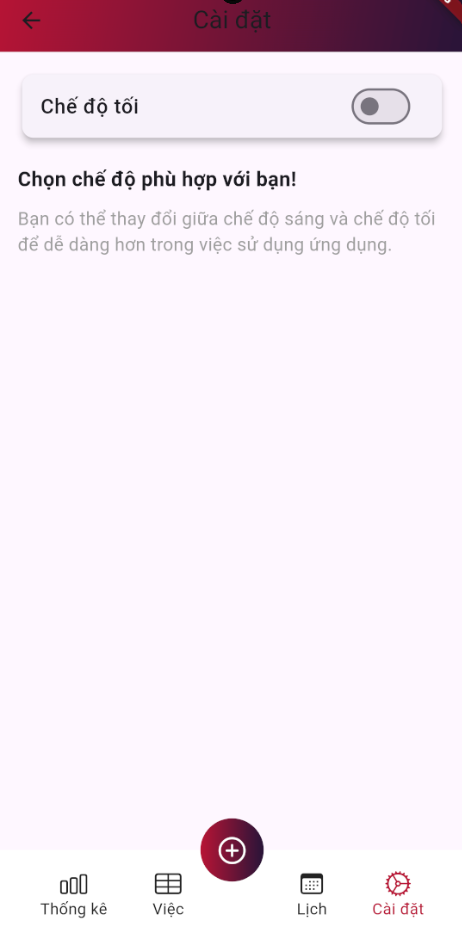 Cài đặt
Chế độ tối
Chọn chế độ phù hợp với bạn!
Bạn có thể thay đổi giữa chế độ sáng và chế độ tối
để dễ dàng hơn trong việc sử dụng ứng dụng.
Thống kê
Việc
Lịch
Cài đặt